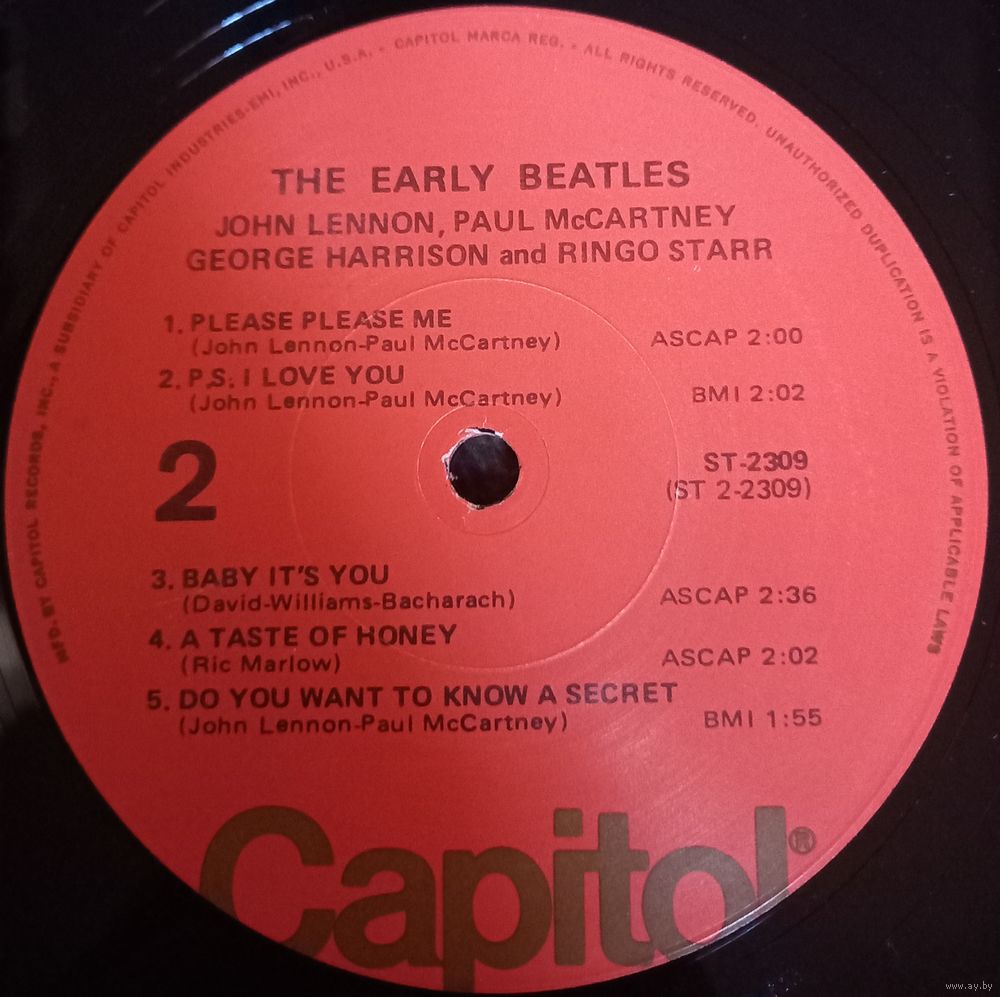 MFD. BY CAPITOL RECORDS, INC., A SUBSIDIARY OF CAPITOL INDUSTRIES-EMI, INC., U.S.A. • CAPITOL MARCA REG. • ALL RIGHTS RESERVED. UNAUTHORIZED DUPLICATION IS A VIOLATION OF APPLICABLE LAWS
THE EARLY BEATLES
JOHN LENNON, PAUL McCARTNEY
GEORGE HARRISON and RINGO STARR
1. PLEASE PLEASE ME
(John Lennon-Paul McCartney) ASCAP 2:00
2. P.S. I LOVE YOU
(John Lennon-Paul McCartney) BMI 2:02
2
ST-2309
(ST 2-2309)
3. BABY IT'S YOU
(David-Williams-Bacharach) ASCAP 2:36
4. A TASTE OF HONEY
(Ric Marlow) ASCAP 2:02
5. DO YOU WANT TO KNOW A SECRET
(John Lennon-Paul McCartney) BMI 1:55
Capitol®
www.ay.by